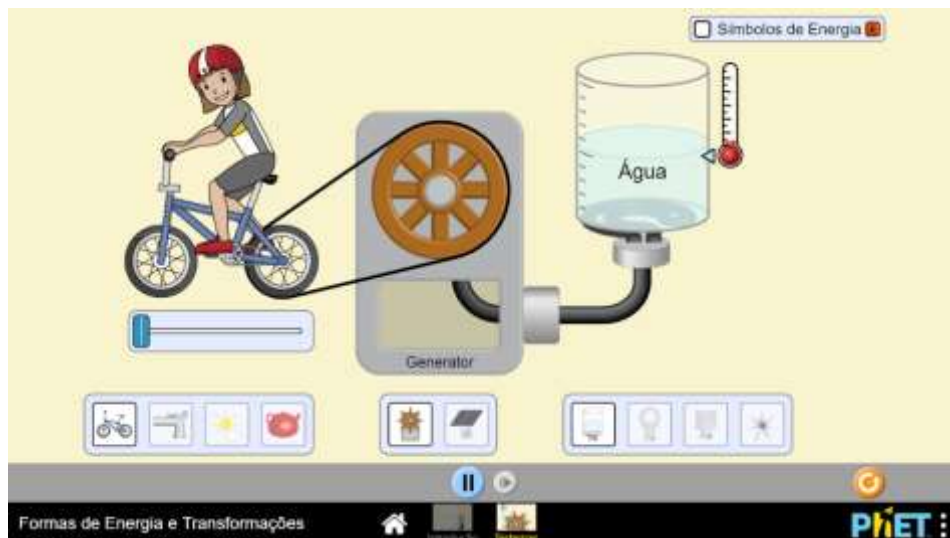 Símbolos de Energia
Água
Generator
Formas de Energia e Transformações
PhET